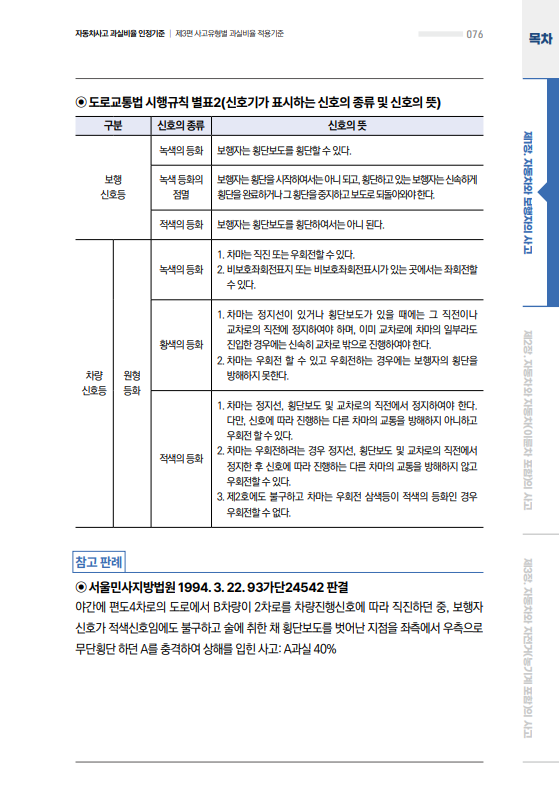 자동차사고 과실비율 인정기준 | 제3편 사고유형별 과실비율 적용기준
076
목차
◉ 도로교통법 시행규칙 별표2(신호기가 표시하는 신호의 종류 및 신호의 뜻)
구분 신호의 종류 신호의 뜻
보행
신호등
녹색의 등화 보행자는 횡단보도를 횡단할 수 있다.
녹색 등화의
점멸
보행자는 횡단을 시작하여서는 아니 되고, 횡단하고 있는 보행자는 신속하게
횡단을 완료하거나 그 횡단을 중지하고 보도로 되돌아와야 한다.
적색의 등화 보행자는 횡단보도를 횡단하여서는 아니 된다.
차량
신호등
원형
등화
녹색의 등화
1. 차마는 직진 또는 우회전할 수 있다.
2. 비보호좌회전표지 또는 비보호좌회전표시가 있는 곳에서는 좌회전할
수 있다.
황색의 등화
1. 차마는 정지선이 있거나 횡단보도가 있을 때에는 그 직전이나
교차로의 직전에 정지하여야 하며, 이미 교차로에 차마의 일부라도
진입한 경우에는 신속히 교차로 밖으로 진행하여야 한다.
2. 차마는 우회전 할 수 있고 우회전하는 경우에는 보행자의 횡단을
방해하지 못한다.
적색의 등화
1. 차마는 정지선, 횡단보도 및 교차로의 직전에서 정지하여야 한다.
다만, 신호에 따라 진행하는 다른 차마의 교통을 방해하지 아니하고
우회전 할 수 있다.
2. 차마는 우회전하려는 경우 정지선, 횡단보도 및 교차로의 직전에서
정지한 후 신호에 따라 진행하는 다른 차마의 교통을 방해하지 않고
우회전할 수 있다.
3. 제2호에도 불구하고 차마는 우회전 삼색등이 적색의 등화인 경우
우회전할 수 없다.
참고 판례
◉ 서울민사지방법원 1994. 3. 22. 93가단24542 판결
야간에 편도4차로의 도로에서 B차량이 2차로를 차량진행신호에 따라 직진하던 중, 보행자
신호가 적색신호임에도 불구하고 술에 취한 채 횡단보도를 벗어난 지점을 좌측에서 우측으로
무단횡단 하던 A를 충격하여 상해를 입힌 사고: A과실 40%
제1장. 자동차와 보행자의 사고
제2장. 자동차와 자동차(이륜차 포함)의 사고
제3장. 자동차와 자전거(농기계 포함)의 사고